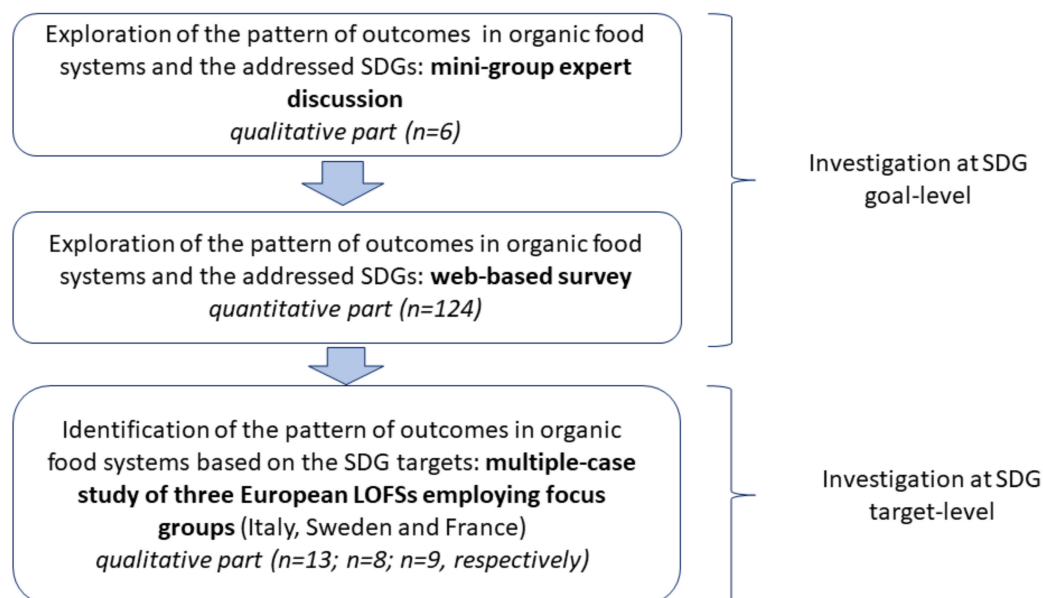 Exploration of the pattern of outcomes in organic food
systems and the addressed SDGs: mini-group expert
discussion
qualitative part (n=6)
Investigation at SDG
goal-level
Exploration of the pattern of outcomes in organic food
systems and the addressed SDGs: web-based survey
quantitative part (n=124)
Identification of the pattern of outcomes in organic
food systems based on the SDG targets: multiple-case
study of three European LOFSs employing focus
groups (Italy, Sweden and France)
qualitative part (n=13; n=8; n=9, respectively)
Investigation at SDG
target-level